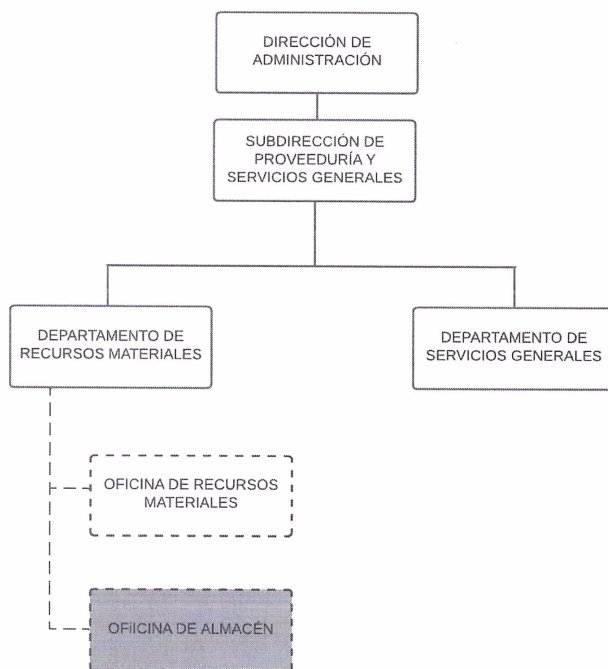 DIRECCIÓN DE
ADMINISTRACIÓN
SUBDIRECCIÓN DE
PROVEEDURÍA Y
SERVICIOS GENERALES
DEPARTAMENTO DE
RECURSOS MATERIALES
DEPARTAMENTO DE
SERVICIOS GENERALES
OFICINA DE RECURSOS
MATERIALES
OFiICINA DE ALMACÉN